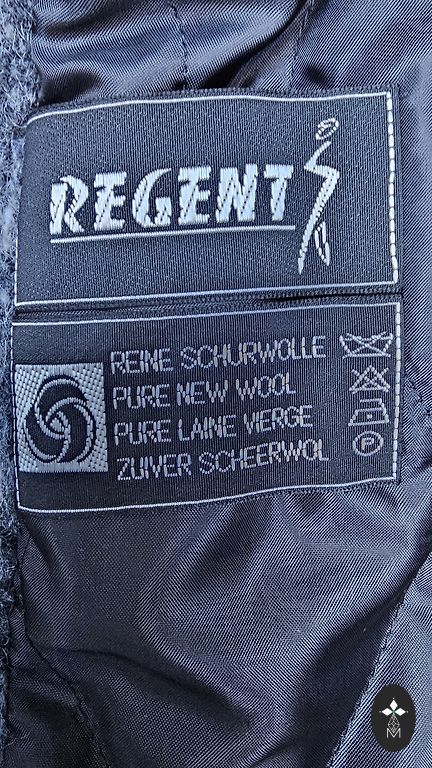 REGENT
REINE SCHURWOLLE
PURE NEW WOOL
PURE LAINE VIERGE
ZUIVER SCHEERWOL
P